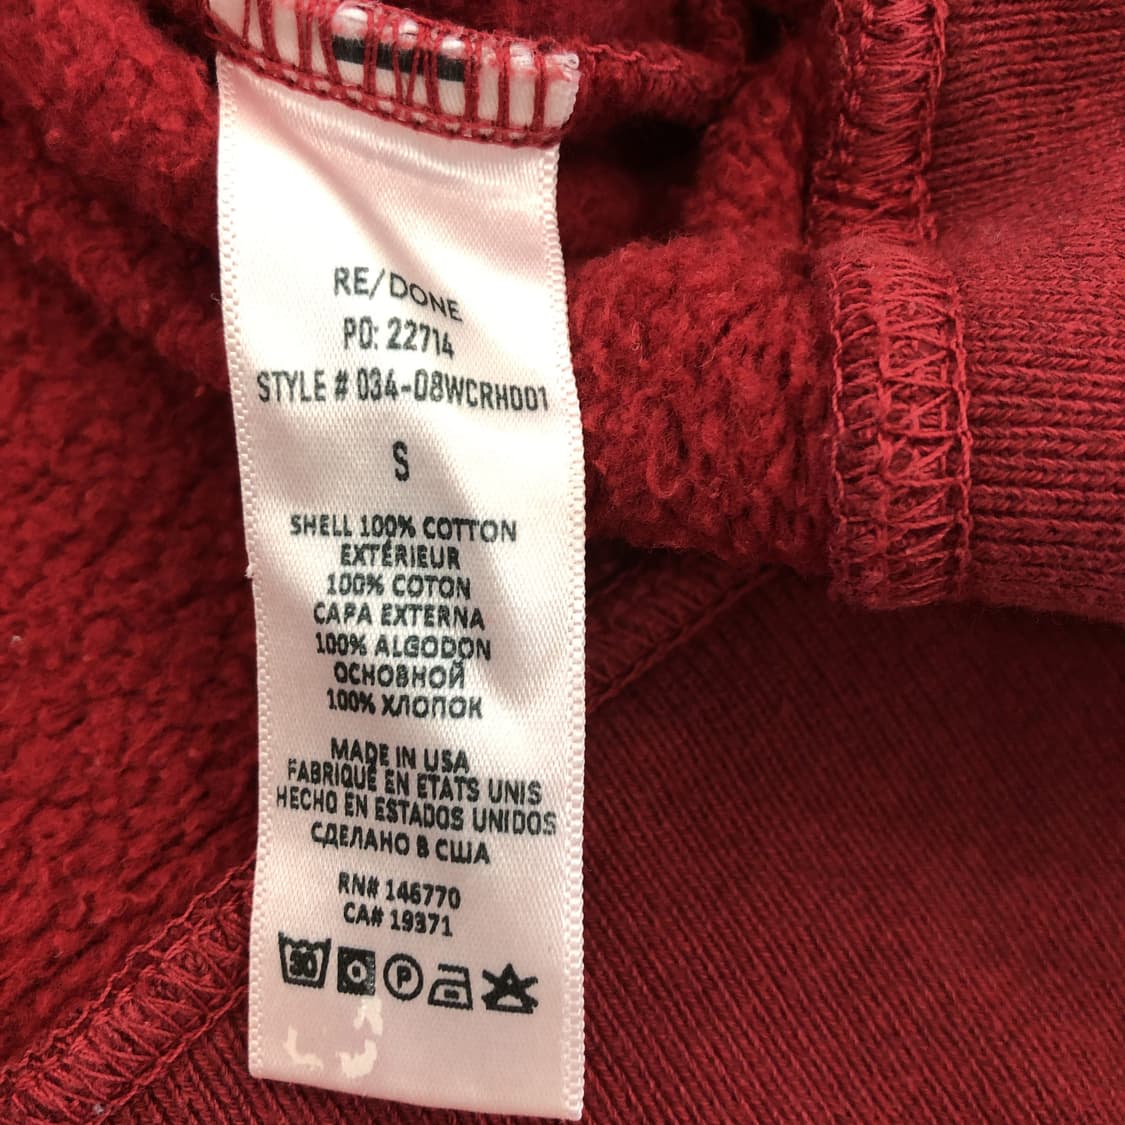 RE/DONE
PO: 22714
STYLE # 034-08WCRH001
S
SHELL 100% COTTON
EXTÉRIEUR
100% COTON
CAPA EXTERNA
100% ALGODON
ОСНОВНОЙ
100% ХЛОПОК
MADE IN USA
FABRIQUÉ EN ETATS UNIS
HECHO EN ESTADOS UNIDOS
СДЕЛАНО В США
RN# 146770
CA# 19371
30 P